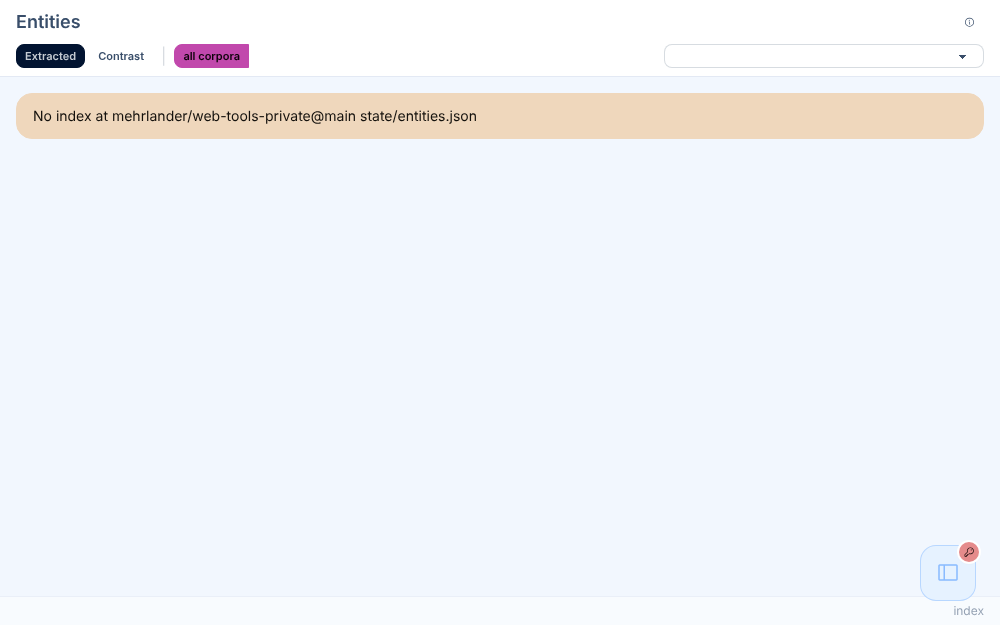 Entities
Extracted
Contrast
all corpora
No index at mehrlander/web-tools-private@main state/entities.json
index